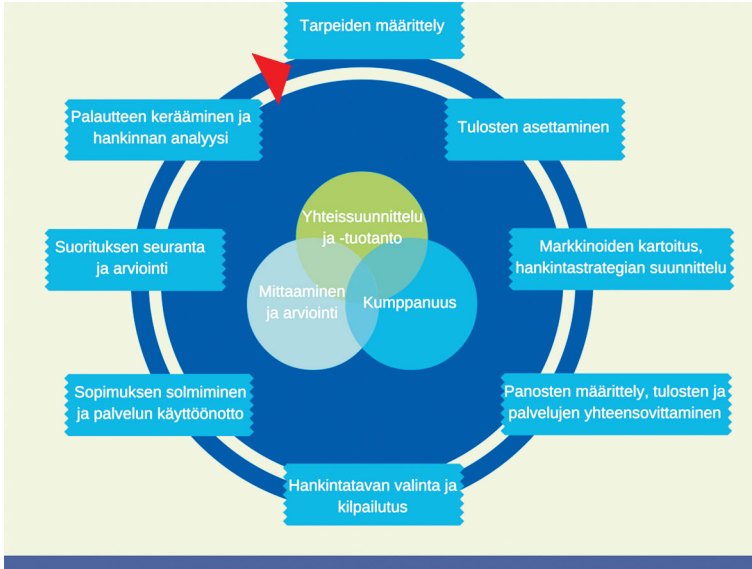 Tarpeiden määrittely
Tulosten asettaminen
Markkinoiden kartoitus,
hankintastrategian suunnittelu
Panosten määrittely, tulosten ja
palvelujen yhteensovittaminen
Hankintatavan valinta ja
kilpailutus
Sopimuksen solmiminen
ja palvelun käyttöönotto
Suorituksen seuranta
ja arviointi
Palautteen kerääminen ja
hankinnan analyysi
Yhteissuunnittelu
ja -tuotanto
Mittaaminen
ja arviointi
Kumppanuus